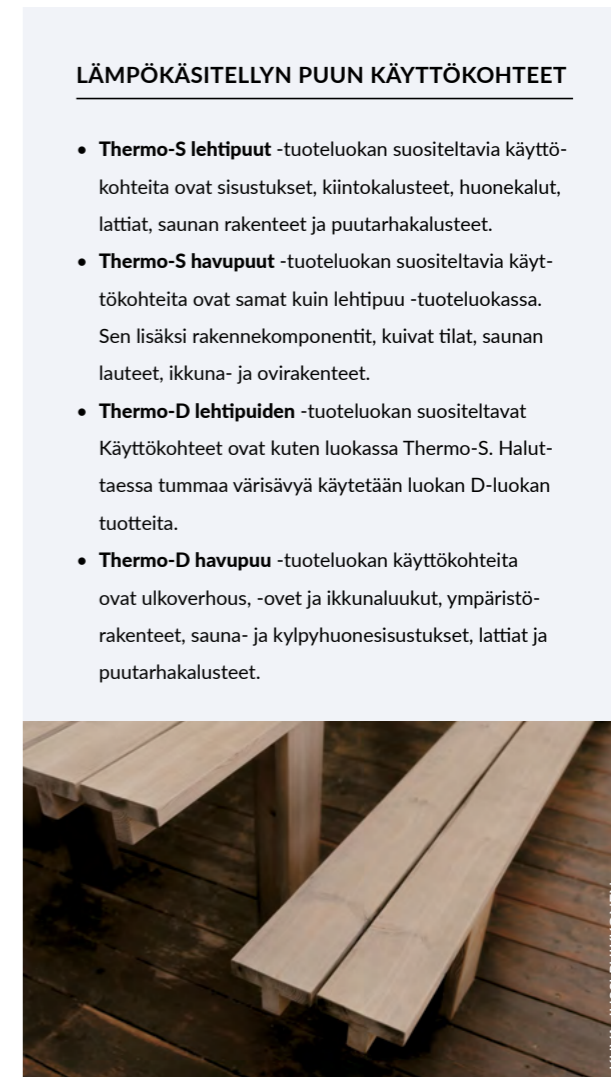 LÄMPÖKÄSITELLYN PUUN KÄYTTÖKOHTEET
• Thermo-S lehtipuut -tuoteluokan suositeltavia käyttö-
kohteita ovat sisustukset, kiintokalusteet, huonekalut,
lattiat, saunan rakenteet ja puutarhakalusteet.
• Thermo-S havupuut -tuoteluokan suositeltavia käyt-
tökohteita ovat samat kuin lehtipuu -tuoteluokassa.
Sen lisäksi rakennekomponentit, kuivat tilat, saunan
lauteet, ikkuna- ja ovirakenteet.
• Thermo-D lehtipuiden -tuoteluokan suositeltavat
Käyttökohteet ovat kuten luokassa Thermo-S. Halut-
taessa tummaa värisävyä käytetään luokan D-luokan
tuotteita.
• Thermo-D havupuu -tuoteluokan käyttökohteita
ovat ulkoverhous, -ovet ja ikkunaluukut, ympäristö-
rakenteet, sauna- ja kylpyhuonesisustukset, lattiat ja
puutarhakalusteet.